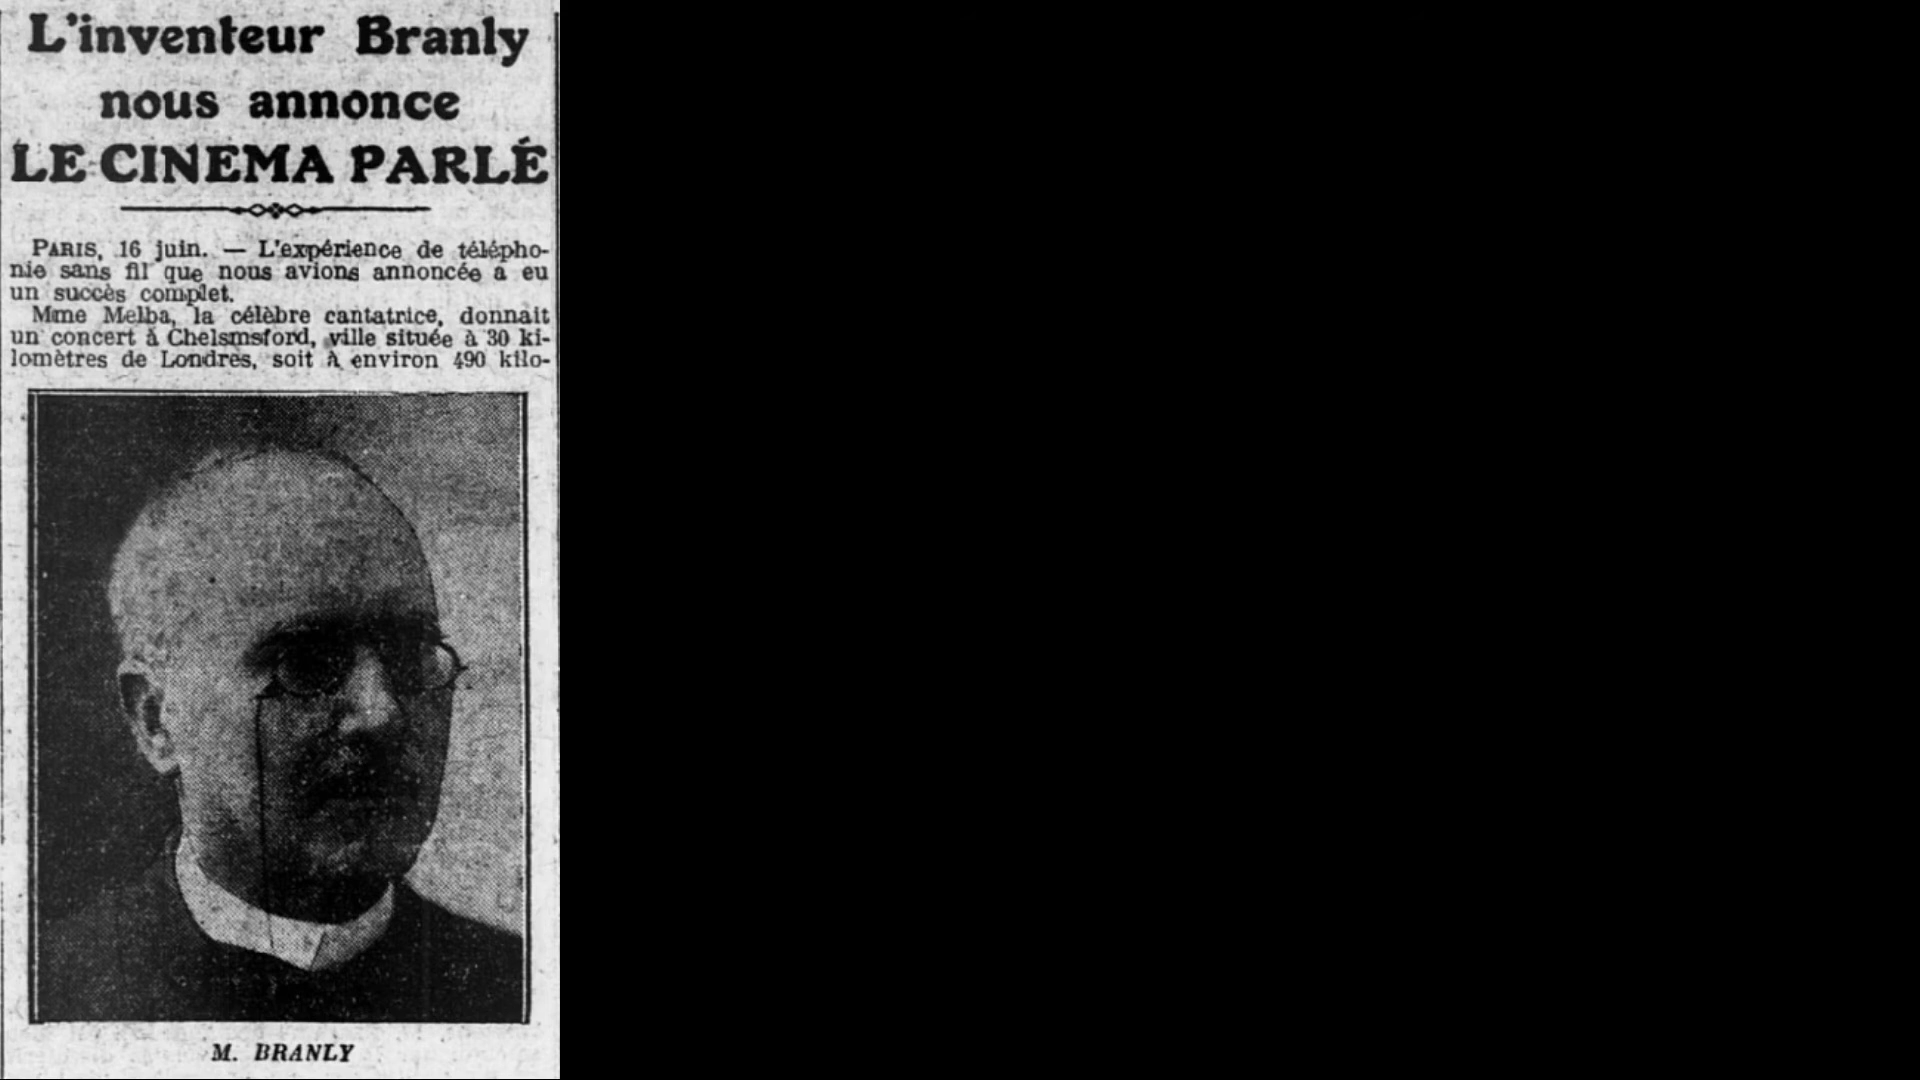 L'inventeur Branly
nous annonce
LE CINEMA PARLÉ
PARIS, 16 juin. — L'expérience de télépho-
nie sans fil que nous avions annoncée a eu
un succès complet.
Mme Melba, la célèbre cantatrice, donnait
un concert à Chelsmsford, ville située à 30 ki-
lomètres de Londres, soit à environ 490 kilo-
M. BRANLY